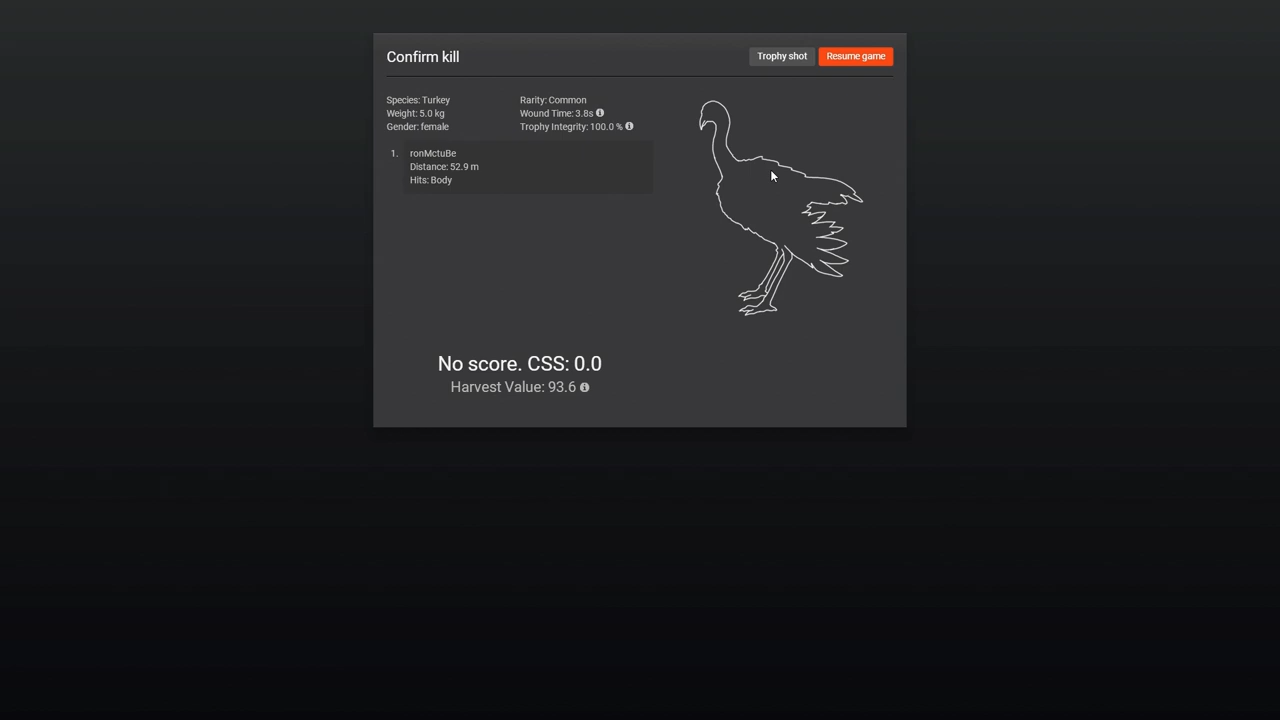 Confirm kill
Trophy shot
Resume game
Species: Turkey
Rarity: Common
Weight: 5.0 kg
Wound Time: 3.8s
Gender: female
Trophy Integrity: 100.0 %
1. ronMctuBe
Distance: 52.9 m
Hits: Body
No score. CSS: 0.0
Harvest Value: 93.6